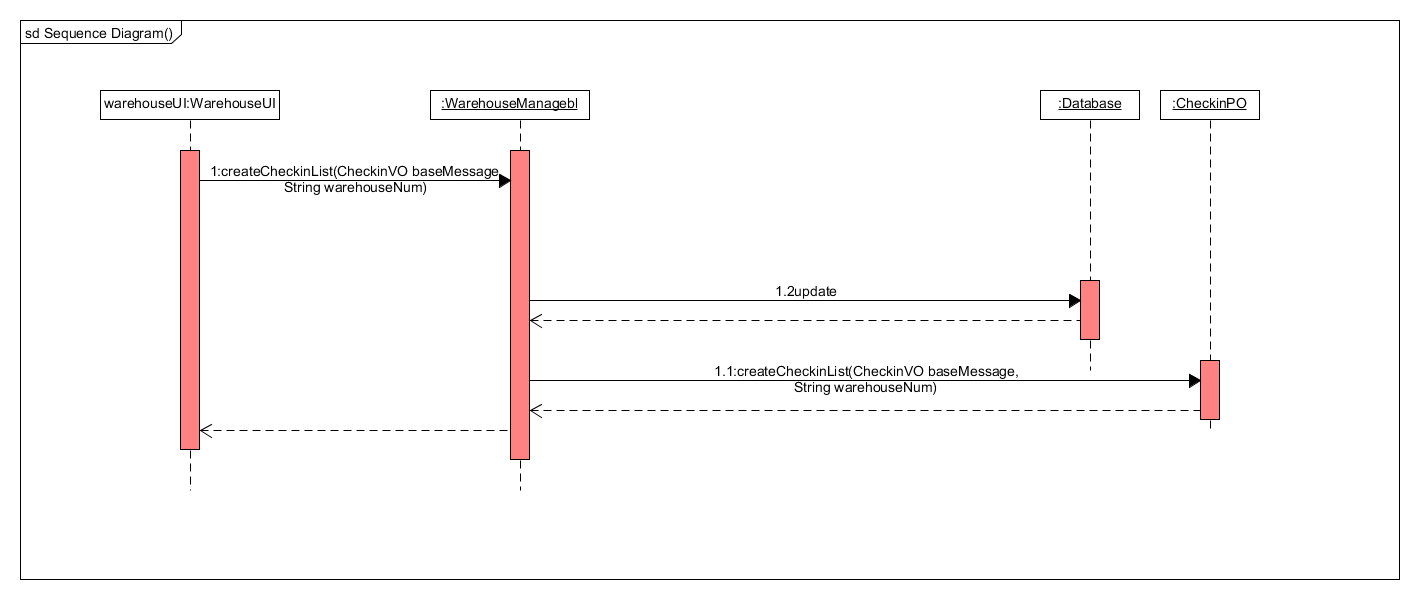 sd Sequence Diagram()
warehouseUI:WarehouseUI
:WarehouseManagebl
:Database
:CheckinPO
1:createCheckinList(CheckinVO baseMessage,
String warehouseNum)
1.2update
1.1:createCheckinList(CheckinVO baseMessage,
String warehouseNum)